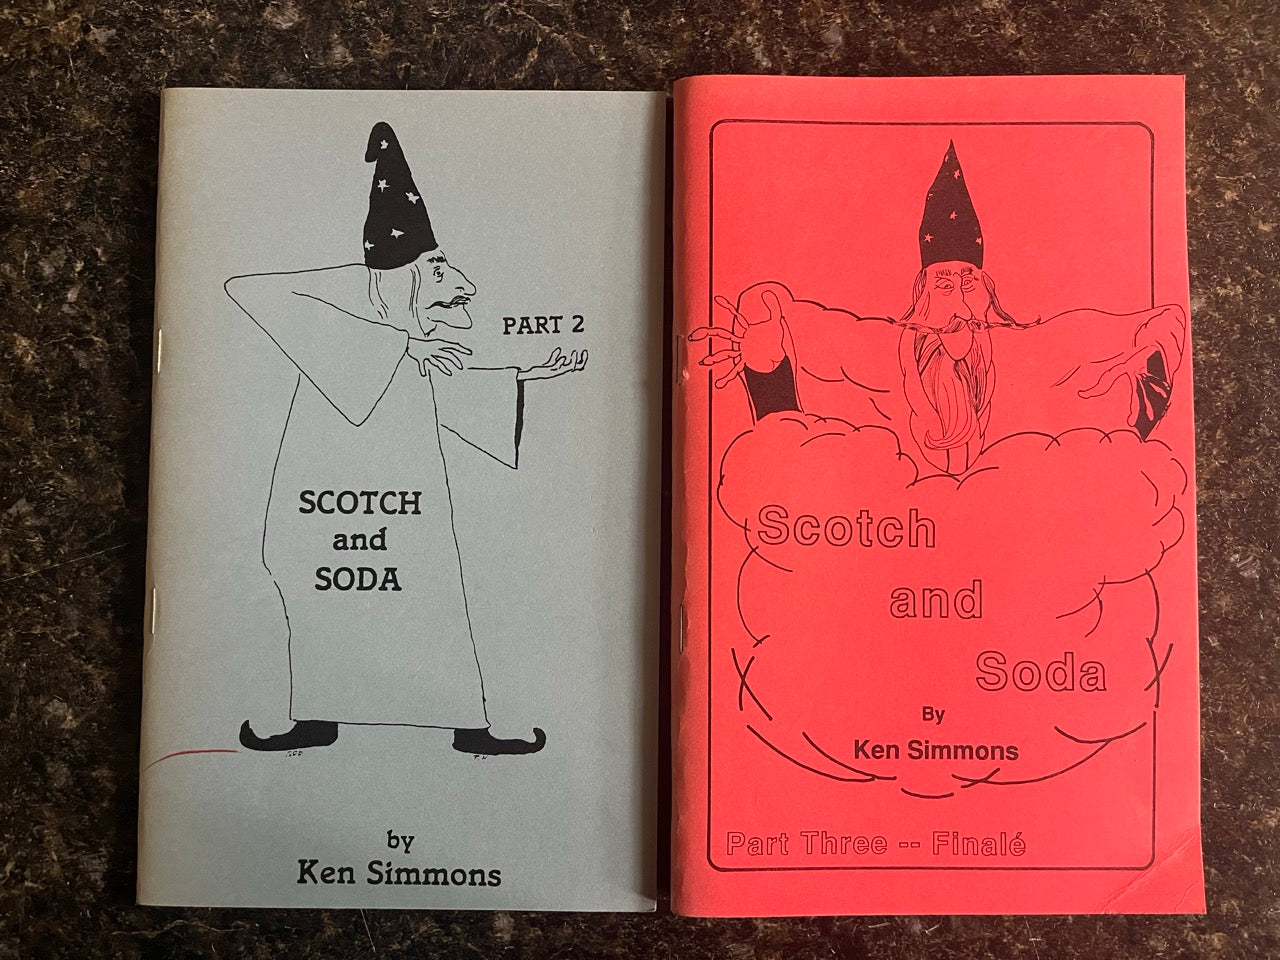 PART 2
SCOTCH
and
SODA
by
Ken Simmons
Scotch
and
Soda
By
Ken Simmons
Part Three -- Finalé